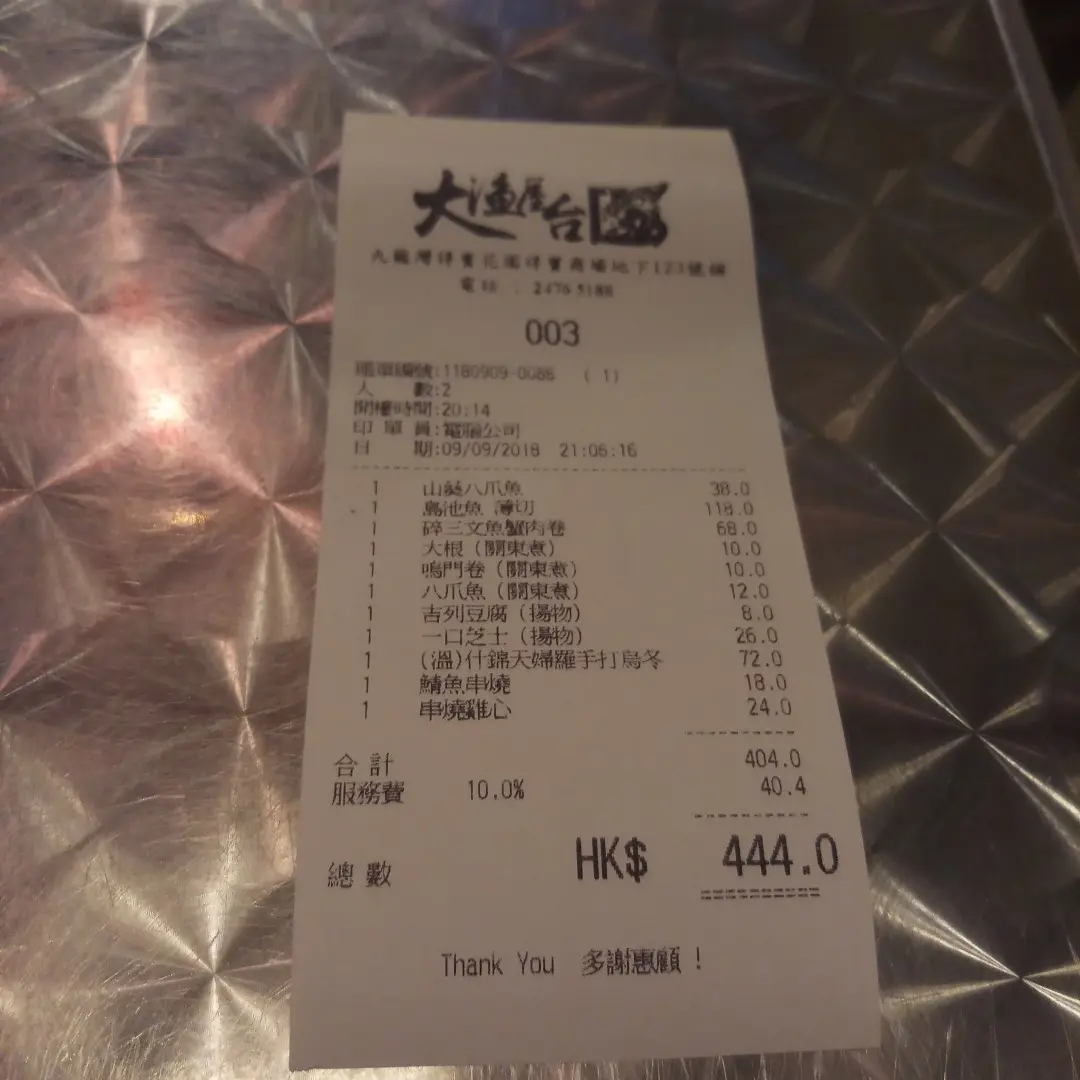 大漁屋台
九龍灣得寶花園得寶商場地下123號舖
電話 : 2476 5188
003
賬單編號:1180909-0088 (1)
人 數:2
開檯時間:20:14
印 單 員:電腦公司
日 期:09/09/2018 21:06:16
1 山葵八爪魚 38.0
1 島池魚 薄切 118.0
1 碎三文魚蟹肉卷 68.0
1 大根(關東煮) 10.0
1 鳴門卷(關東煮) 10.0
1 八爪魚(關東煮) 12.0
1 吉列豆腐(揚物) 8.0
1 一口芝士(揚物) 26.0
1 (溫)什錦天婦羅手打烏冬 72.0
1 鯖魚串燒 18.0
1 串燒雞心 24.0
合 計 404.0
服務費 10.0% 40.4
總 數 HK$ 444.0
Thank You 多謝惠顧！